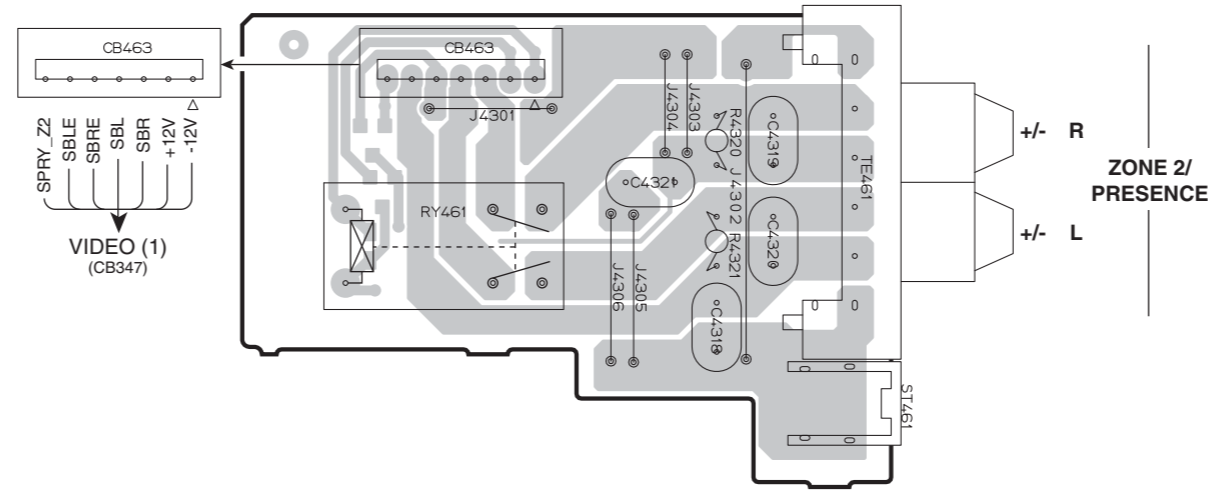 CB463
SPRY_Z2
SBLE
SBRE
SBL
SBR
+12V
-12V
VIDEO (1)
(CB347)
CB463
J4301
RY461
J4304
J4303
R4320
C4319
C4321
J4302
TE461
R4321
C4320
J4306
J4305
C4318
ST461
+/- R
+/- L
ZONE 2/
PRESENCE